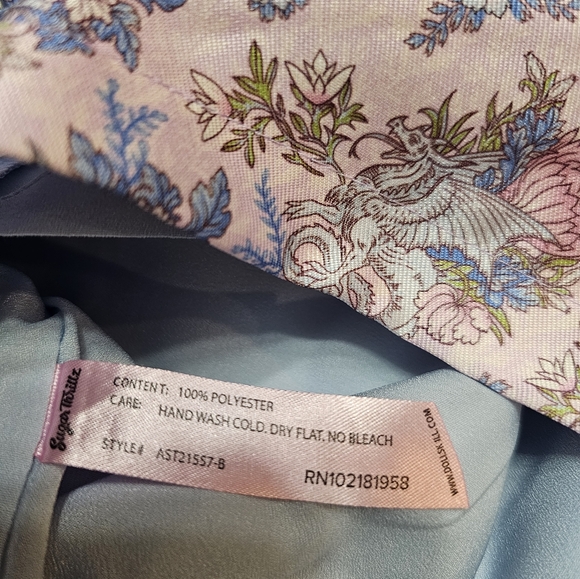 Sugar Thrillz
CONTENT: 100% POLYESTER
CARE: HAND WASH COLD. DRY FLAT. NO BLEACH
STYLE# AST21557-B
RN102181958
WWW.DOLLSKILL.COM